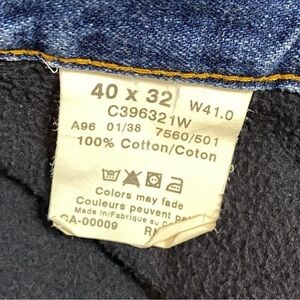 40 x 32 W41.0
C396321W
A96 01/38 7560/501
100% Cotton/Coton
Colors may fade
Couleurs peuvent
Made in/Fabrique au
CA-00009